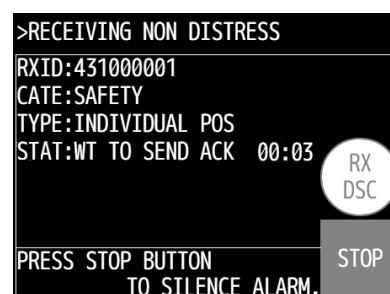 >RECEIVING NON DISTRESS
RXID:431000001
CATE:SAFETY
TYPE:INDIVIDUAL POS
STAT:WT TO SEND ACK 00:03
RX
DSC
PRESS STOP BUTTON
TO SILENCE ALARM.
STOP